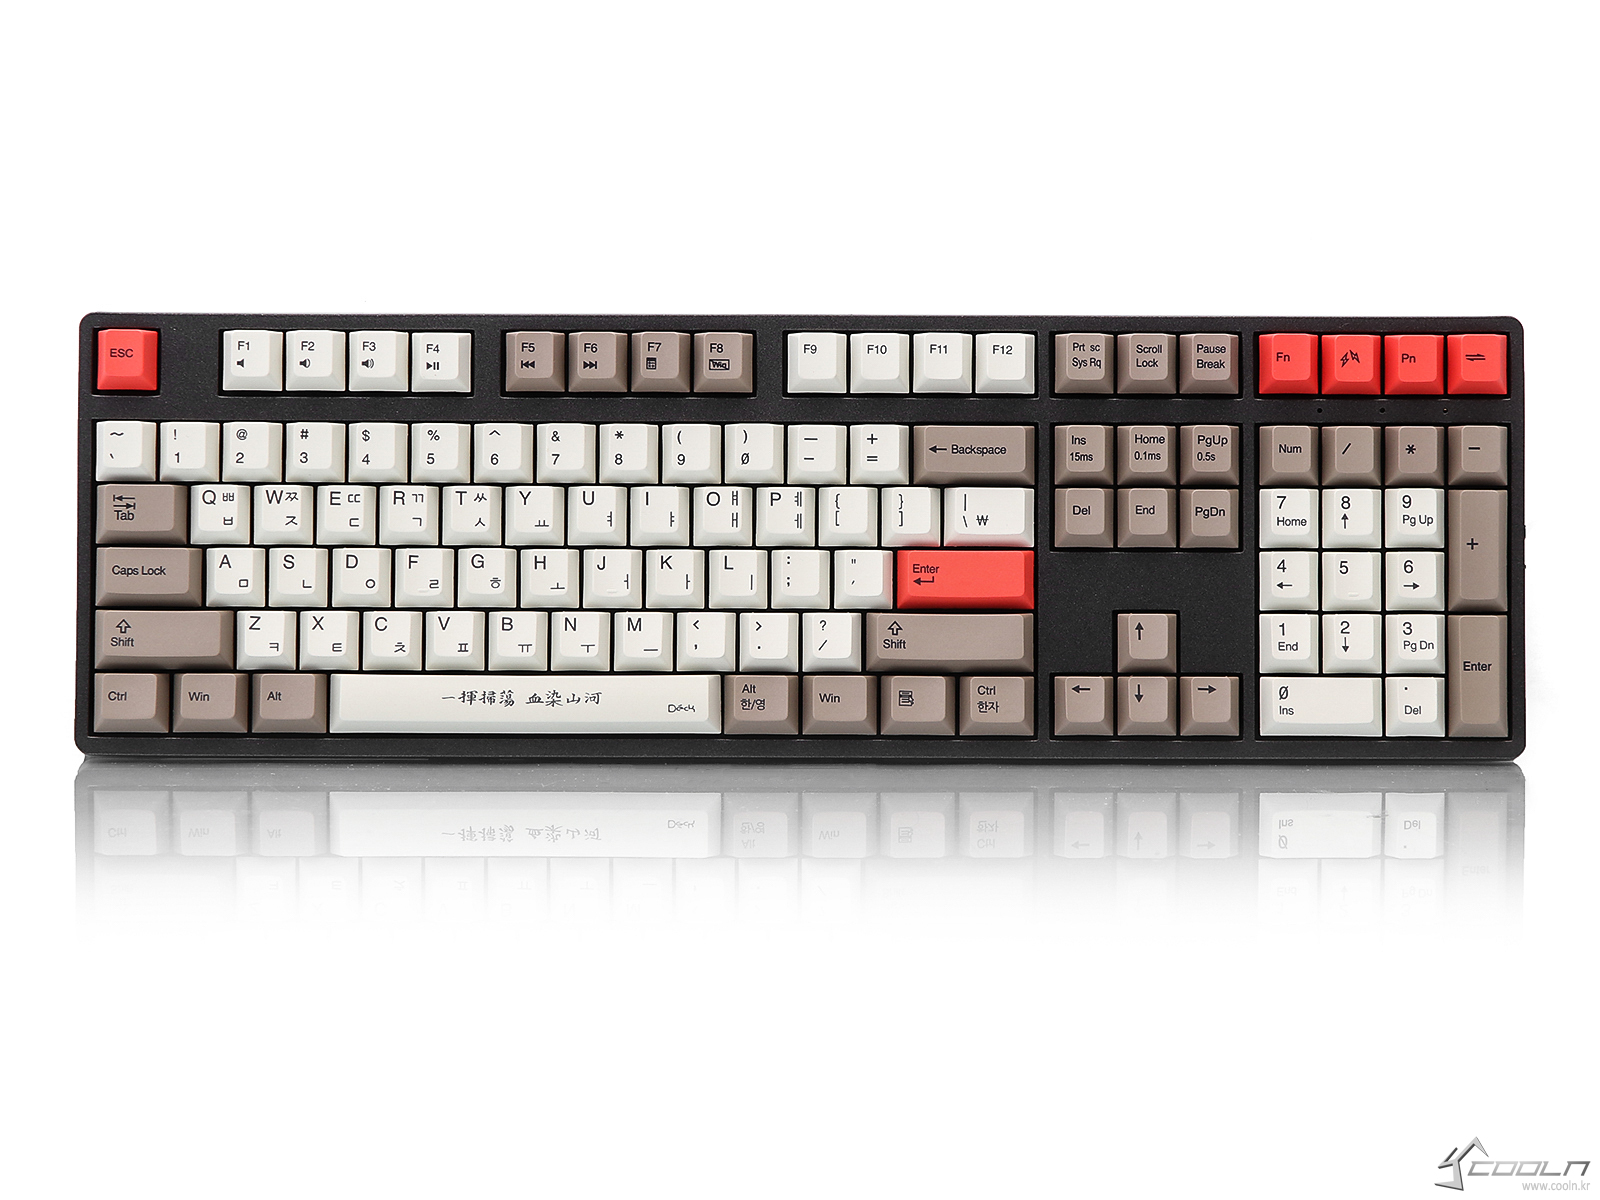 ESC F1 F2 F3 F4 F5 F6 F7 F8 F9 F10 F11 F12 Prt sc Scroll Pause Fn Pn
Sys Rq Lock Break
~ ! @ # $ % ^ & * ( ) — + ← Backspace Ins Home PgUp Num / * −
` 1 2 3 4 5 6 7 8 9 Ø − = 15ms 0.1ms 0.5s
Tab Q ㅃ W ㅉ E ㄸ R ㄲ T ㅆ Y U I O ㅒ P ㅖ { } | Del End PgDn 7 8 9 +
ㅂ ㅈ ㄷ ㄱ ㅅ ㅛ ㅕ ㅑ ㅐ ㅔ [ ] \ ₩ Home ↑ Pg Up
Caps Lock A S D F G H J K L : " Enter 4 5 6
ㅁ ㄴ ㅇ ㄹ ㅎ ㅗ ㅓ ㅏ ㅣ ; ' ← →
Shift Z X C V B N M < > ? Shift ↑ 1 2 3 Enter
ㅋ ㅌ ㅊ ㅍ ㅠ ㅜ ㅡ , . / End ↓ Pg Dn
Ctrl Win Alt 一揮掃蕩 血染山河 Deck Alt Win Ctrl ← ↓ → Ø .
한/영 한자 Ins Del
COOLN
www.cooln.kr